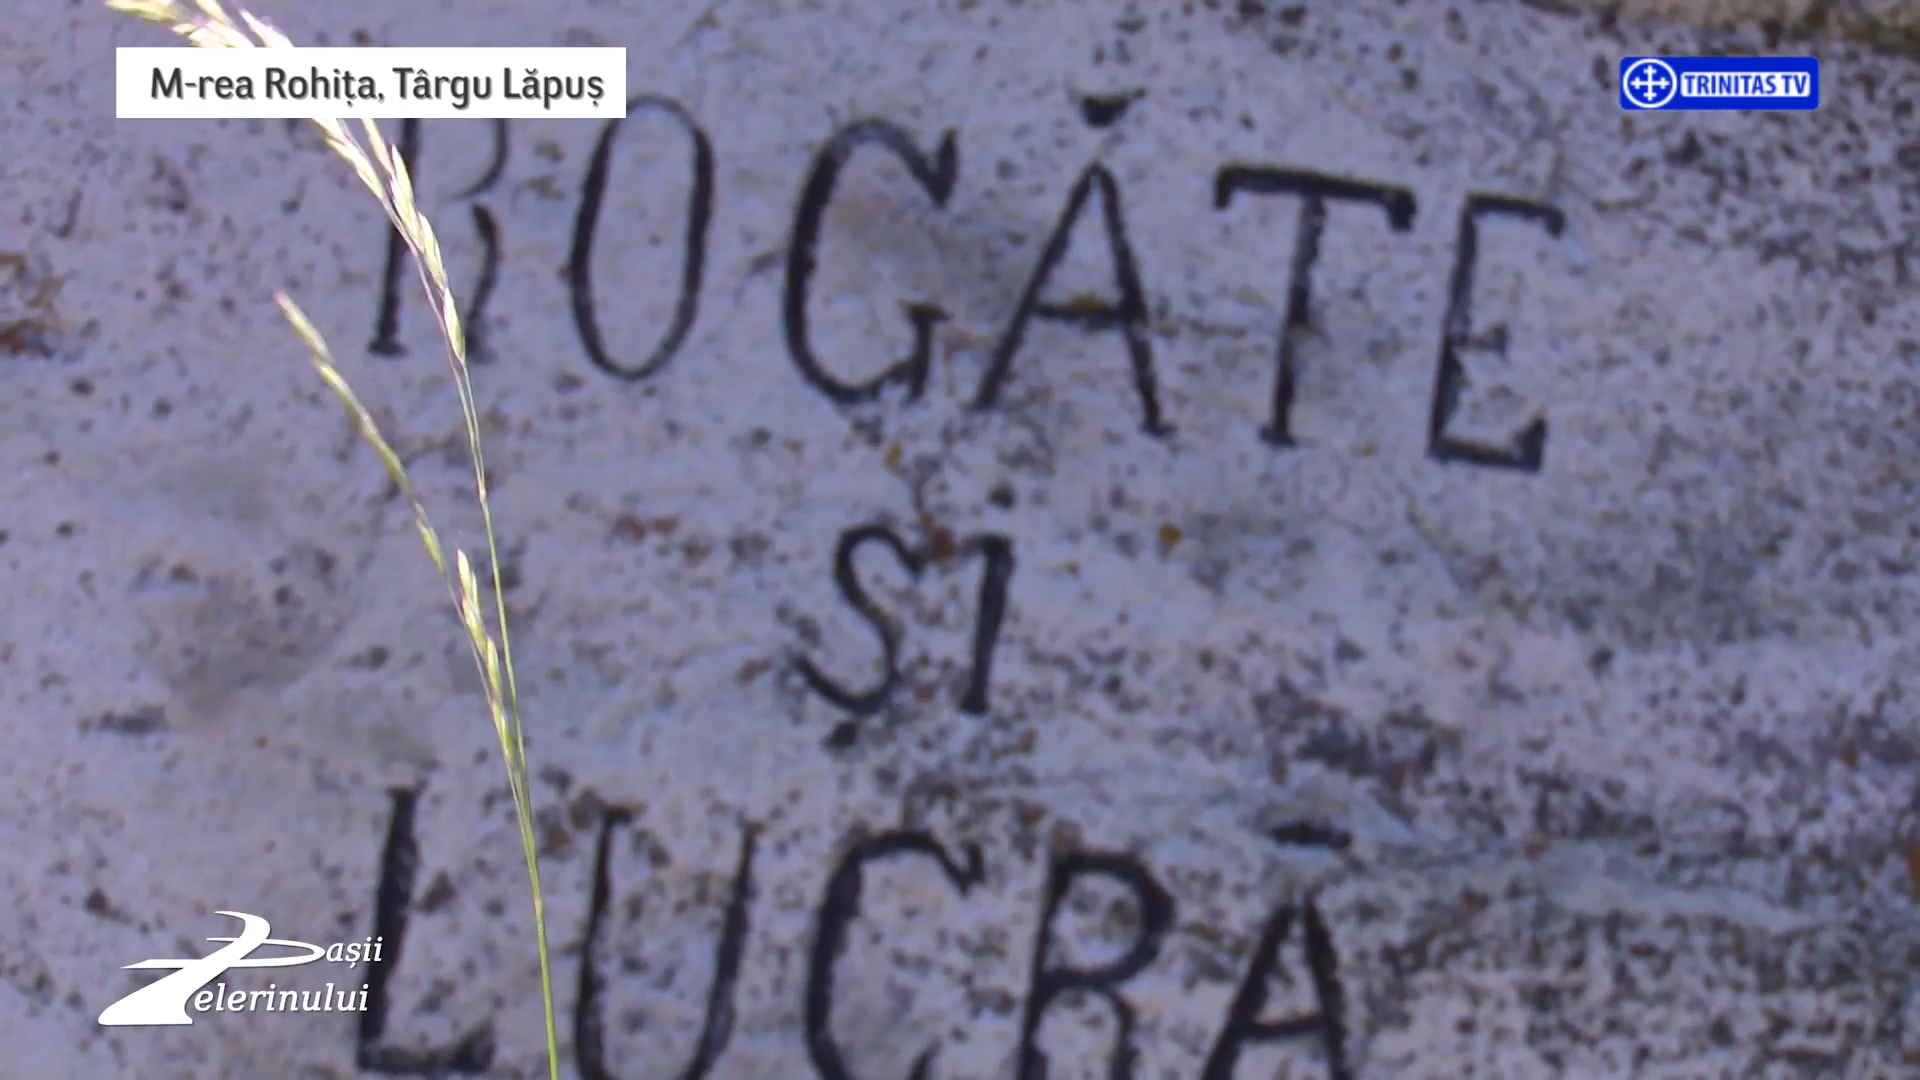 M-rea Rohița, Târgu Lăpuș
TRINITAS TV
ROGĂTE
ȘI
LUCRĂ
Pașii
Pelerinului